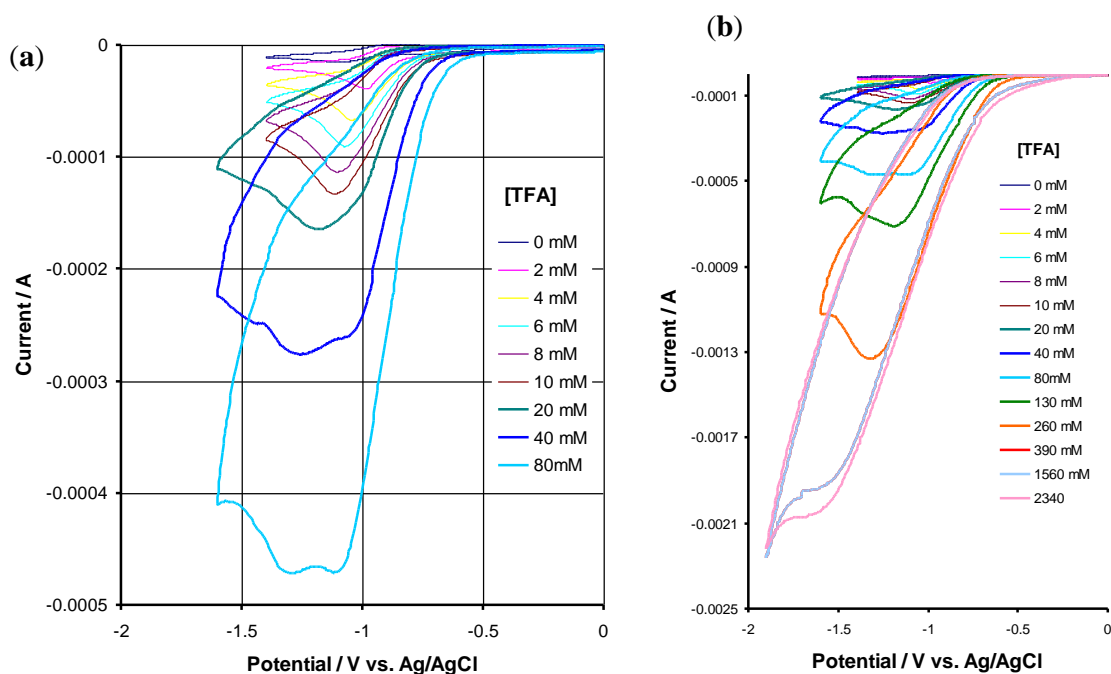 (a)
0
-0.0001
-0.0002
-0.0003
-0.0004
-0.0005
Current / A
-2
-1.5
-1
-0.5
0
Potential / V vs. Ag/AgCl
[TFA]
0 mM
2 mM
4 mM
6 mM
8 mM
10 mM
20 mM
40 mM
80mM
(b)
-0.0001
-0.0005
-0.0009
-0.0013
-0.0017
-0.0021
-0.0025
Current / A
-2
-1.5
-1
-0.5
0
Potential / V vs. Ag/AgCl
[TFA]
0 mM
2 mM
4 mM
6 mM
8 mM
10 mM
20 mM
40 mM
80mM
130 mM
260 mM
390 mM
1560 mM
2340